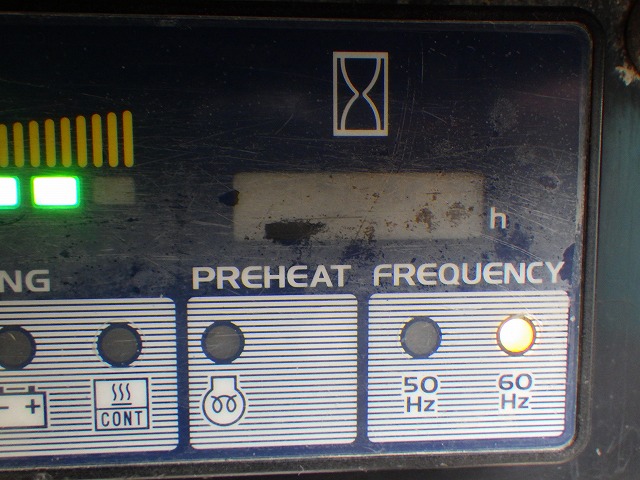 h
NG
PREHEAT
FREQUENCY
- +
CONT
50
Hz
60
Hz